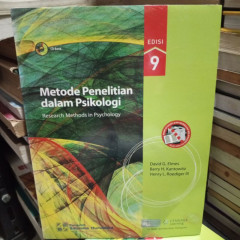 EDISI
9
Metode Penelitian
dalam Psikologi
Research Methods in Psychology
David G. Elmes
Barry H. Kantowitz
Henry L. Roediger III